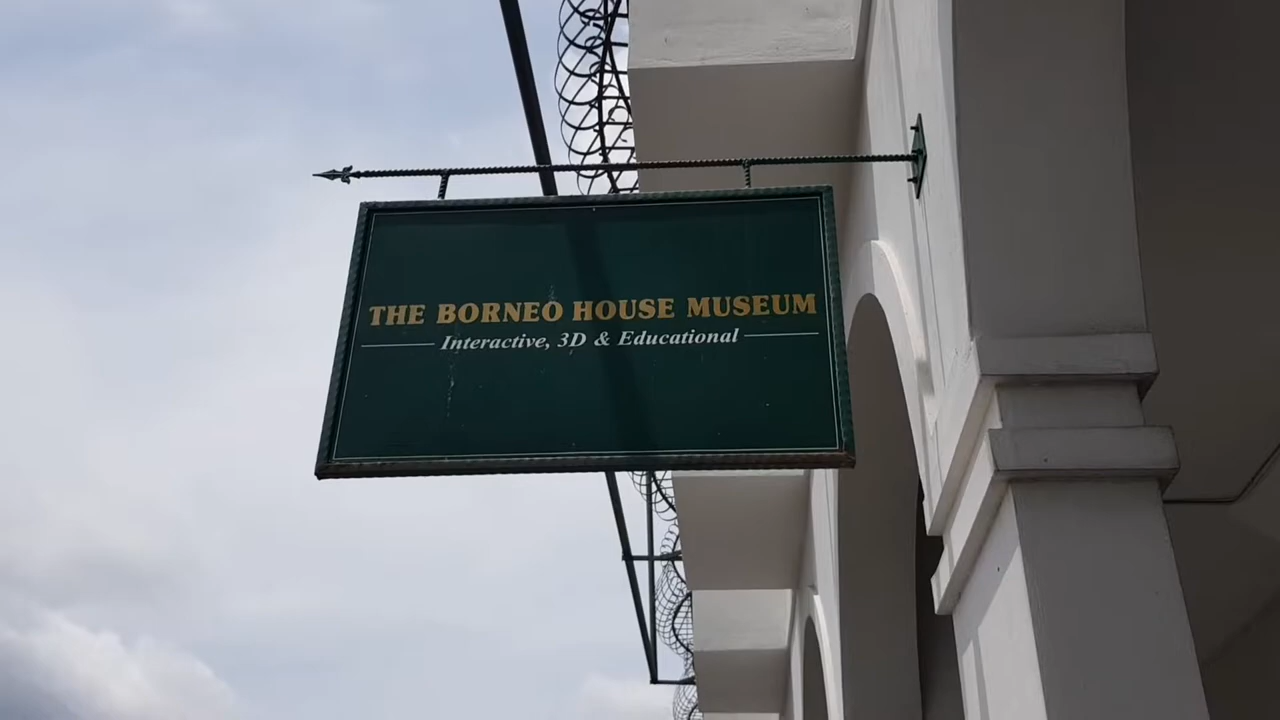 THE BORNEO HOUSE MUSEUM
Interactive, 3D & Educational